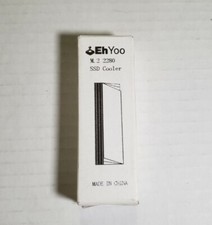 EhYoo
M.2 2280
SSD Cooler
MADE IN CHINA